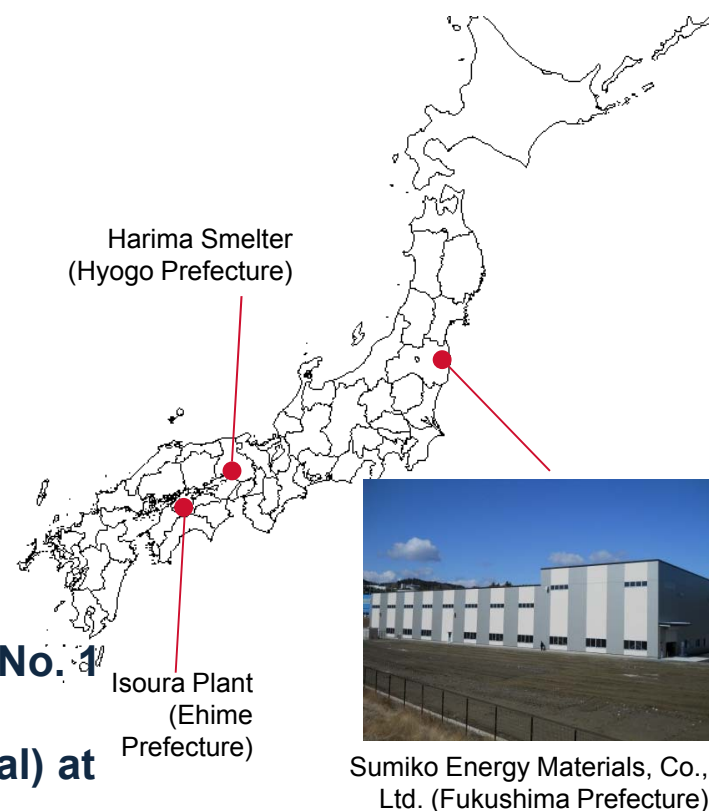 Harima Smelter
(Hyogo Prefecture)
No. 1
Isoura Plant
(Ehime
Prefecture)
al) at
Sumiko Energy Materials, Co.,
Ltd. (Fukushima Prefecture)